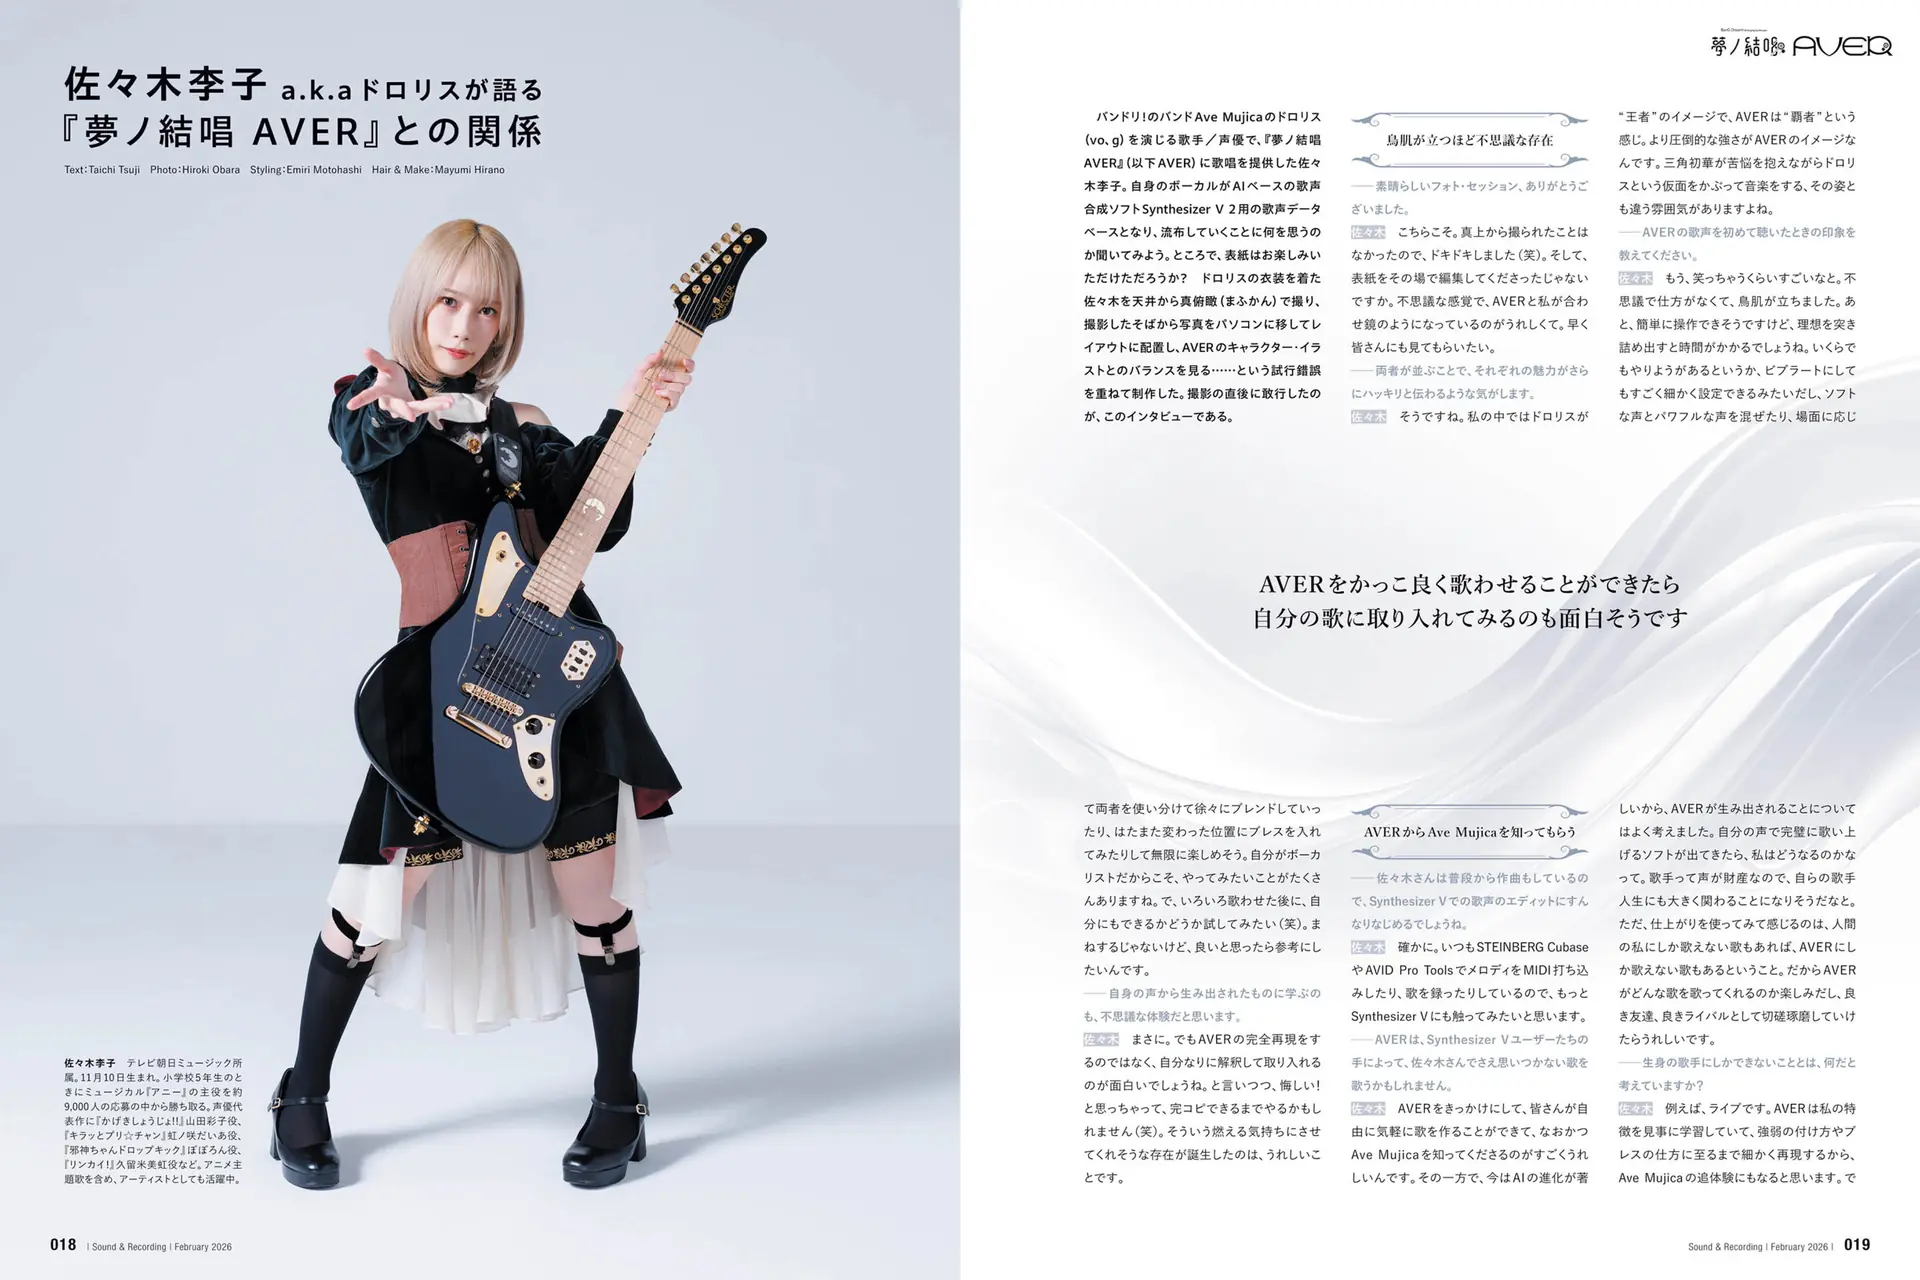 佐々木李子 a.k.aドロリスが語る
『夢ノ結唱 AVER』との関係
Text:Taichi Tsuji Photo:Hiroki Obara Styling:Emiri Motohashi Hair & Make:Mayumi Hirano
SCHECTER
佐々木李子 テレビ朝日ミュージック所
属。11月10日生まれ。小学校5年生のと
きにミュージカル『アニー』の主役を約
9,000人の応募の中から勝ち取る。声優代
表作に『かげきしょうじょ!!』山田彩子役、
『キラッとプリ☆チャン』虹ノ咲だいあ役、
『邪神ちゃんドロップキック』ぽぽろん役、
『リンカイ!』久留米美虹役など。アニメ主
題歌を含め、アーティストとしても活躍中。
018 | Sound & Recording | February 2026
夢ノ結唱 AVER
バンドリ!のバンドAve Mujicaのドロリス
(vo、g)を演じる歌手/声優で、『夢ノ結唱
AVER』(以下AVER)に歌唱を提供した佐々
木李子。自身のボーカルがAIベースの歌声
合成ソフトSynthesizer V 2用の歌声データ
ベースとなり、流布していくことに何を思うの
か聞いてみよう。ところで、表紙はお楽しみい
ただけただろうか? ドロリスの衣装を着た
佐々木を天井から真俯瞰(まふかん)で撮り、
撮影したそばから写真をパソコンに移してレ
イアウトに配置し、AVERのキャラクター・イラ
ストとのバランスを見る……という試行錯誤
を重ねて制作した。撮影の直後に敢行したの
が、このインタビューである。
鳥肌が立つほど不思議な存在
――素晴らしいフォト・セッション、ありがとうご
ざいました。
佐々木 こちらこそ。真上から撮られたことは
なかったので、ドキドキしました(笑)。そして、
表紙をその場で編集してくださったじゃない
ですか。不思議な感覚で、AVERと私が合わ
せ鏡のようになっているのがうれしくて。早く
皆さんにも見てもらいたい。
――両者が並ぶことで、それぞれの魅力がさら
にハッキリと伝わるような気がします。
佐々木 そうですね。私の中ではドロリスが
“王者”のイメージで、AVERは“覇者”という
感じ。より圧倒的な強さがAVERのイメージな
んです。三角初華が苦悩を抱えながらドロリ
スという仮面をかぶって音楽をする、その姿と
も違う雰囲気がありますよね。
――AVERの歌声を初めて聴いたときの印象を
教えてください。
佐々木 もう、笑っちゃうくらいすごいなと。不
思議で仕方がなくて、鳥肌が立ちました。あ
と、簡単に操作できそうですけど、理想を突き
詰め出すと時間がかかるでしょうね。いくらで
もやりようがあるというか、ビブラートにして
もすごく細かく設定できるみたいだし、ソフト
な声とパワフルな声を混ぜたり、場面に応じ
AVERをかっこ良く歌わせることができたら
自分の歌に取り入れてみるのも面白そうです
て両者を使い分けて徐々にブレンドしていっ
たり、はたまた変わった位置にブレスを入れ
てみたりして無限に楽しめそう。自分がボーカ
リストだからこそ、やってみたいことがたくさ
んありますね。で、いろいろ歌わせた後に、自
分にもできるかどうか試してみたい(笑)。ま
ねするじゃないけど、良いと思ったら参考にし
たいんです。
――自身の声から生み出されたものに学ぶの
も、不思議な体験だと思います。
佐々木 まさに。でもAVERの完全再現をす
るのではなく、自分なりに解釈して取り入れる
のが面白いでしょうね。と言いつつ、悔しい!
と思っちゃって、完コピできるまでやるかもし
れません(笑)。そういう燃える気持ちにさせ
てくれそうな存在が誕生したのは、うれしいこ
とです。
AVERからAve Mujicaを知ってもらう
――佐々木さんは普段から作曲もしているの
で、Synthesizer Vでの歌声のエディットにすん
なりなじめるでしょうね。
佐々木 確かに。いつもSTEINBERG Cubase
やAVID Pro ToolsでメロディをMIDI打ち込
みしたり、歌を録ったりしているので、もっと
Synthesizer Vにも触ってみたいと思います。
――AVERは、Synthesizer Vユーザーたちの
手によって、佐々木さんでさえ思いつかない歌を
歌うかもしれません。
佐々木 AVERをきっかけにして、皆さんが自
由に気軽に歌を作ることができて、なおかつ
Ave Mujicaを知ってくださるのがすごくうれ
しいんです。その一方で、今はAIの進化が著
しいから、AVERが生み出されることについて
はよく考えました。自分の声で完璧に歌い上
げるソフトが出てきたら、私はどうなるのかな
って。歌手って声が財産なので、自らの歌手
人生にも大きく関わることになりそうだなと。
ただ、仕上がりを使ってみて感じるのは、人間
の私にしか歌えない歌もあれば、AVERにし
か歌えない歌もあるということ。だからAVER
がどんな歌を歌ってくれるのか楽しみだし、良
き友達、良きライバルとして切磋琢磨していけ
たらうれしいです。
――生身の歌手にしかできないこととは、何だと
考えていますか?
佐々木 例えば、ライブです。AVERは私の特
徴を見事に学習していて、強弱の付け方やブ
レスの仕方に至るまで細かく再現するから、
Ave Mujicaの追体験にもなると思います。で
Sound & Recording | February 2026 | 019